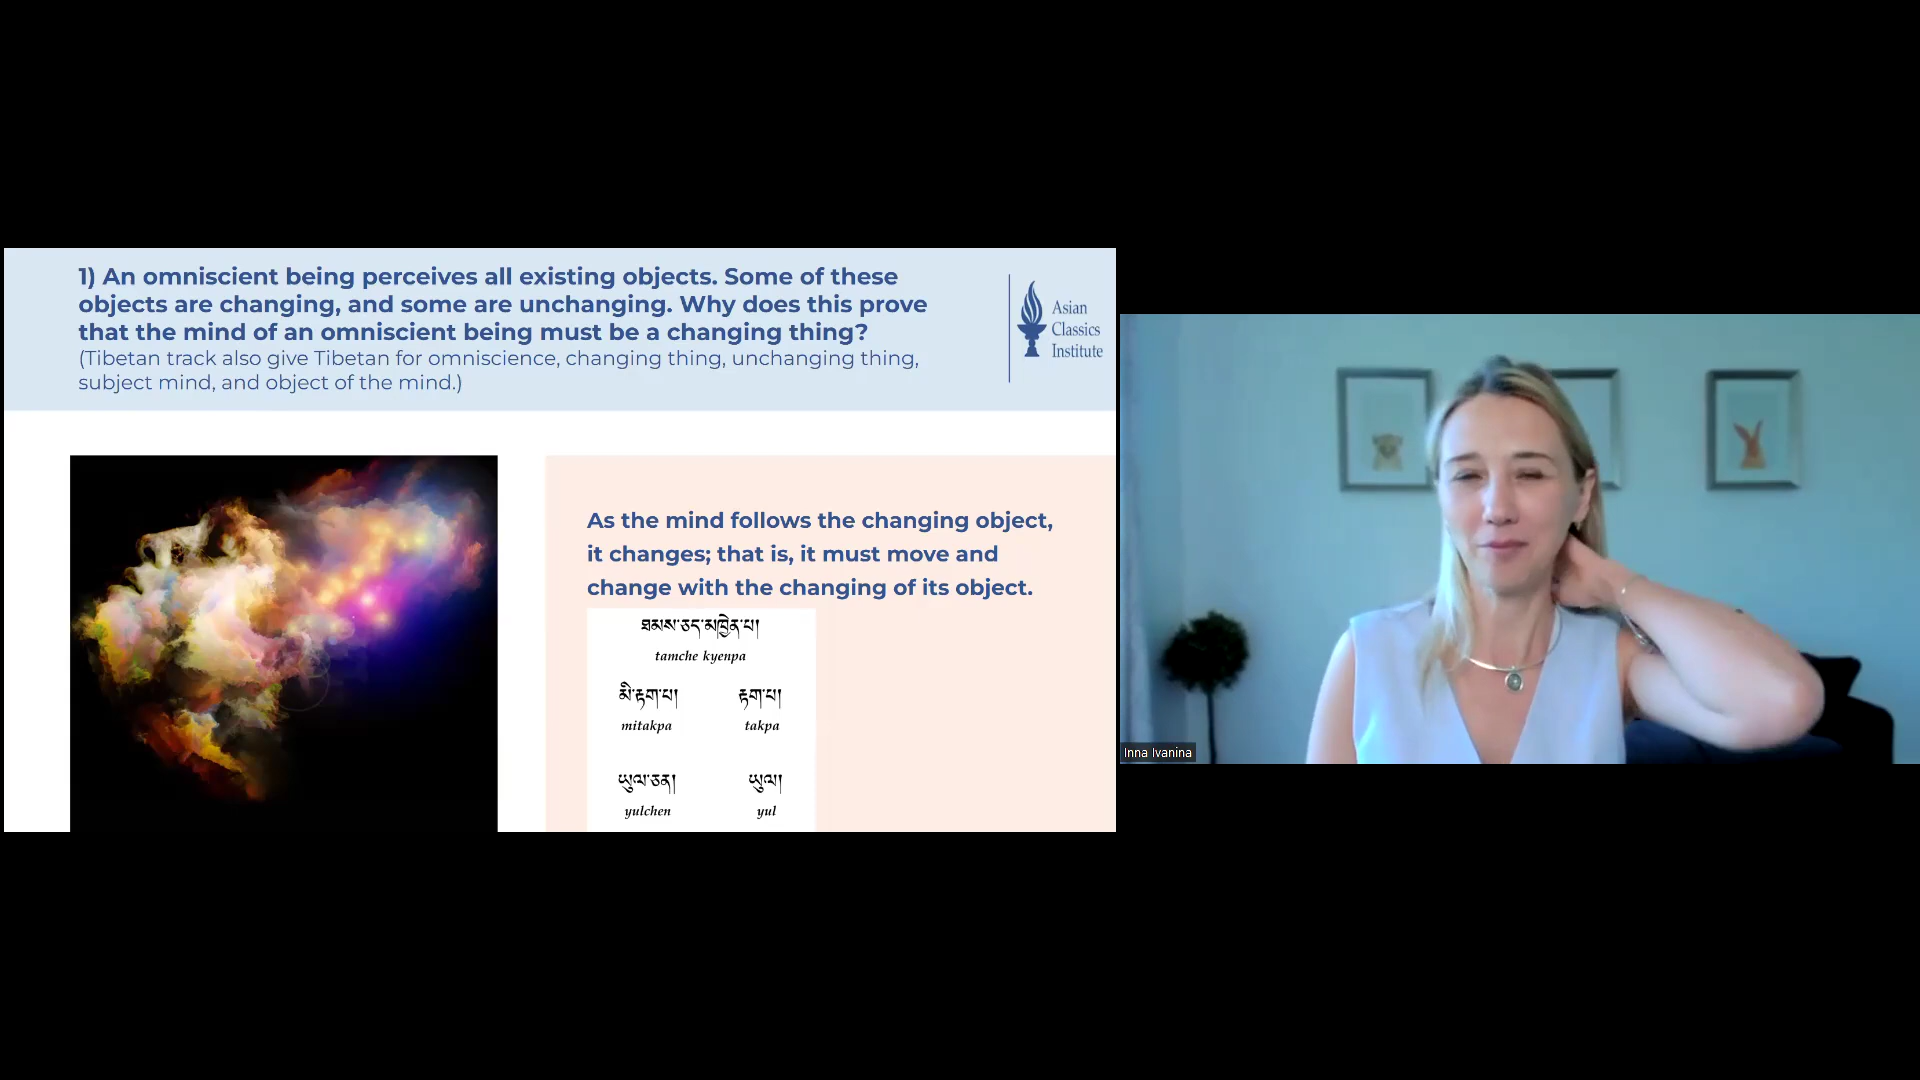 1) An omniscient being perceives all existing objects. Some of these
objects are changing, and some are unchanging. Why does this prove
that the mind of an omniscient being must be a changing thing?
(Tibetan track also give Tibetan for omniscience, changing thing, unchanging thing,
subject mind, and object of the mind.)
Asian
Classics
Institute
As the mind follows the changing object,
it changes; that is, it must move and
change with the changing of its object.
ཐམས་ཅད་མཁྱེན་པ།
tamche kyenpa
མི་རྟག་པ། རྟག་པ།
mitakpa takpa
ཡུལ་ཅན། ཡུལ།
yulchen yul
Inna Ivanina